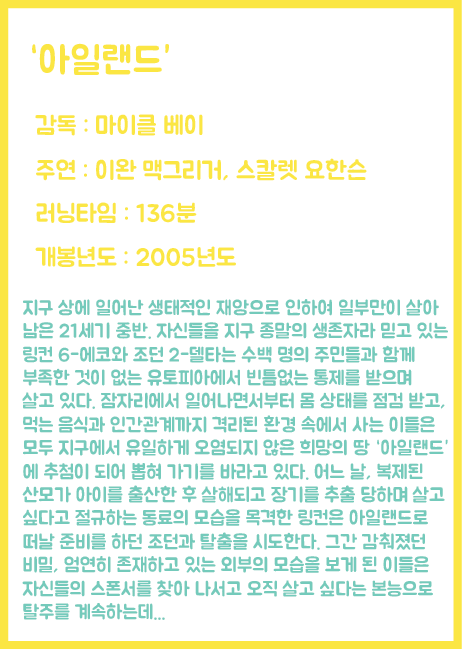 ‘아일랜드’
감독 : 마이클 베이
주연 : 이완 맥그리거, 스칼렛 요한슨
러닝타임 : 136분
개봉년도 : 2005년도
지구 상에 일어난 생태적인 재앙으로 인하여 일부만이 살아
남은 21세기 중반. 자신들을 지구 종말의 생존자라 믿고 있는
링컨 6-에코와 조던 2-델타는 수백 명의 주민들과 함께
부족한 것이 없는 유토피아에서 빈틈없는 통제를 받으며
살고 있다. 잠자리에서 일어나면서부터 몸 상태를 점검 받고,
먹는 음식과 인간관계까지 격리된 환경 속에서 사는 이들은
모두 지구에서 유일하게 오염되지 않은 희망의 땅 ‘아일랜드’
에 추첨이 되어 뽑혀 가기를 바라고 있다. 어느 날, 복제된
산모가 아이를 출산한 후 살해되고 장기를 추출 당하며 살고
싶다고 절규하는 동료의 모습을 목격한 링컨은 아일랜드로
떠날 준비를 하던 조던과 탈출을 시도한다. 그간 감춰졌던
비밀, 엄연히 존재하고 있는 외부의 모습을 보게 된 이들은
자신들의 스폰서를 찾아 나서고 오직 살고 싶다는 본능으로
탈주를 계속하는데...